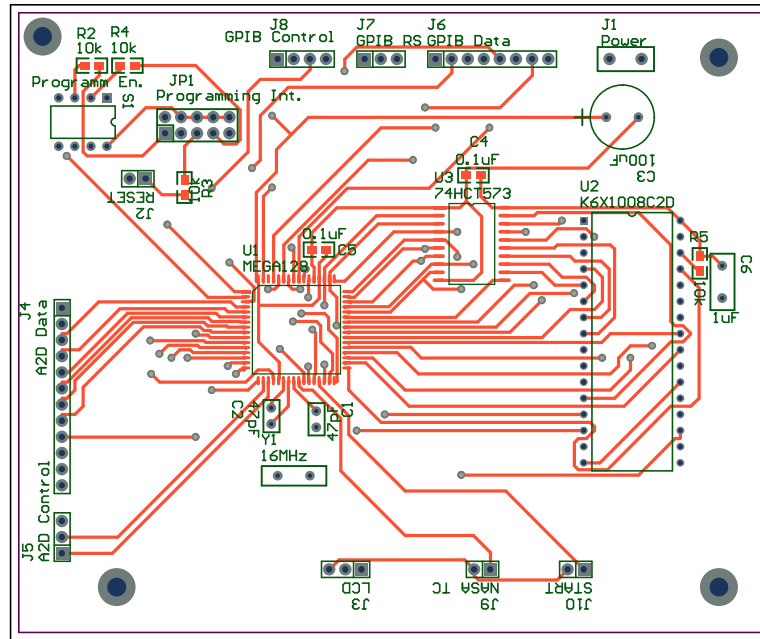 R2
10k
R4
10k
J8
GPIB Control
J7
GPIB RS
J6
GPIB Data
J1
Power
Programm En.
S1
JP1
Programming Int.
C4
0.1uF
U3
74HCT573
C3
100uF
U2
K6X1008C2D
J2
RESET
R3
10k
0.1uF
C5
U1
MEGA128
R5
10k
C6
1uF
J4
A2D Data
C2
47pF
C1
47pF
Y1
16MHz
A2D Control
J5
LCD
J3
NASA TC
J9
START
J10